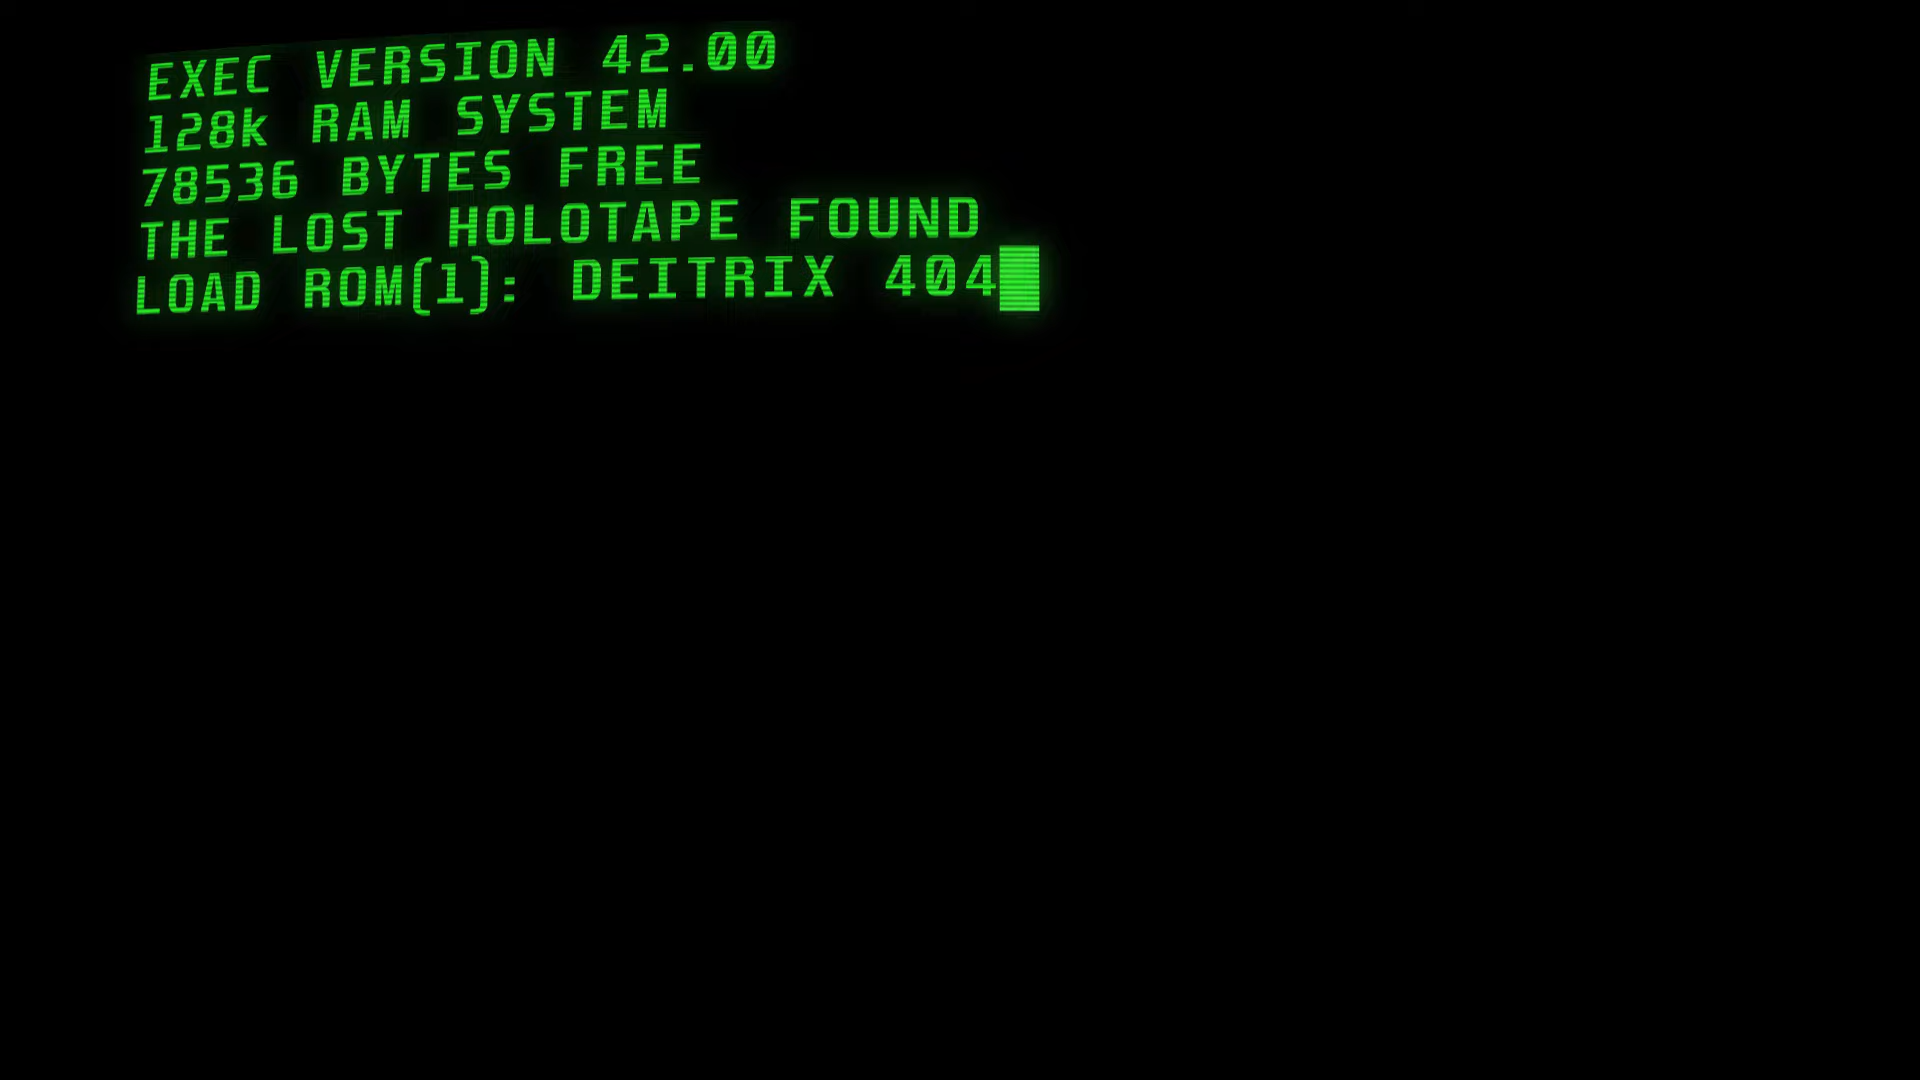 EXEC VERSION 42.00
128k RAM SYSTEM
78536 BYTES FREE
THE LOST HOLOTAPE FOUND
LOAD ROM(1): DEITRIX 404